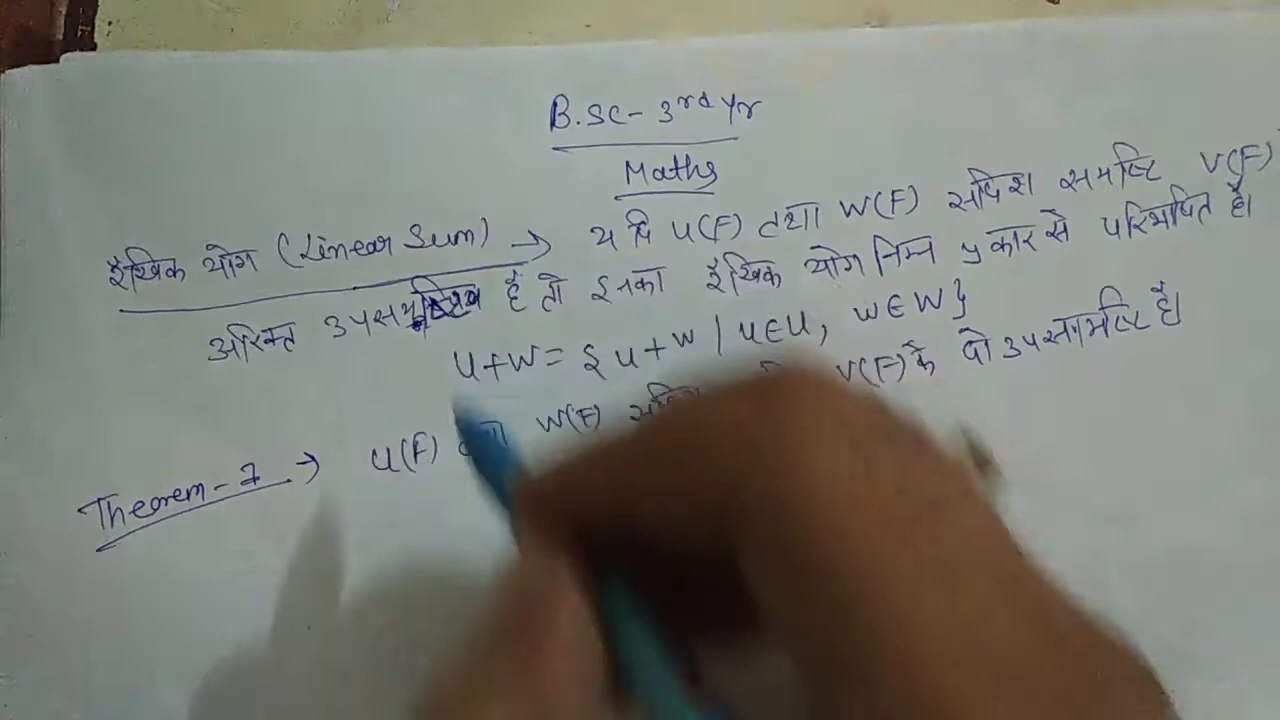 B.Sc- 3rd Yr
Maths
रैखिक योग (Linear Sum) → यदि U(F) तथा W(F) सदिश समष्टि V(F)
अरिक्त उपसमष्टि है तो इनका रैखिक योग निम्न प्रकार से परिभाषित है।
U+W= {u+w / u∈U, w∈W}
Theorem-7 → U(F) W(F) V(F) के दो उपसमष्टि है।